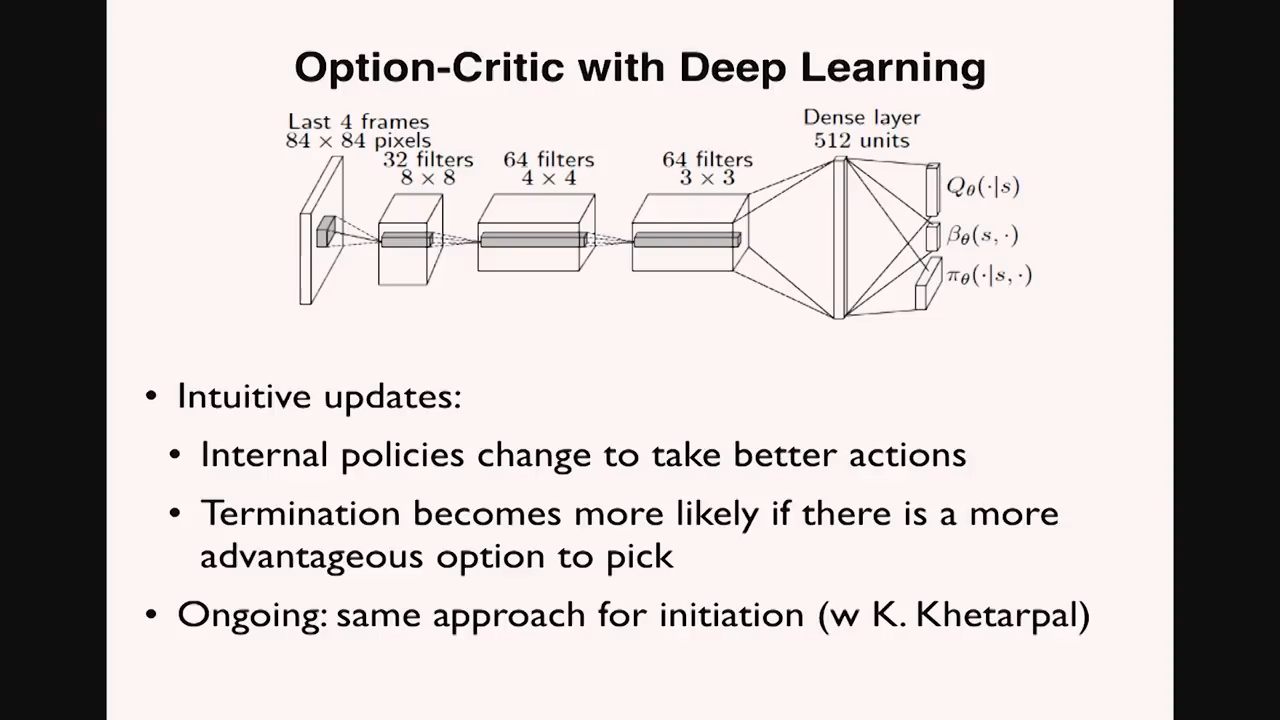 Option-Critic with Deep Learning
Last 4 frames
84 × 84 pixels
32 filters
8 × 8
64 filters
4 × 4
64 filters
3 × 3
Dense layer
512 units
Qθ(·|s)
βθ(s, ·)
πθ(·|s, ·)
• Intuitive updates:
• Internal policies change to take better actions
• Termination becomes more likely if there is a more
advantageous option to pick
• Ongoing: same approach for initiation (w K. Khetarpal)